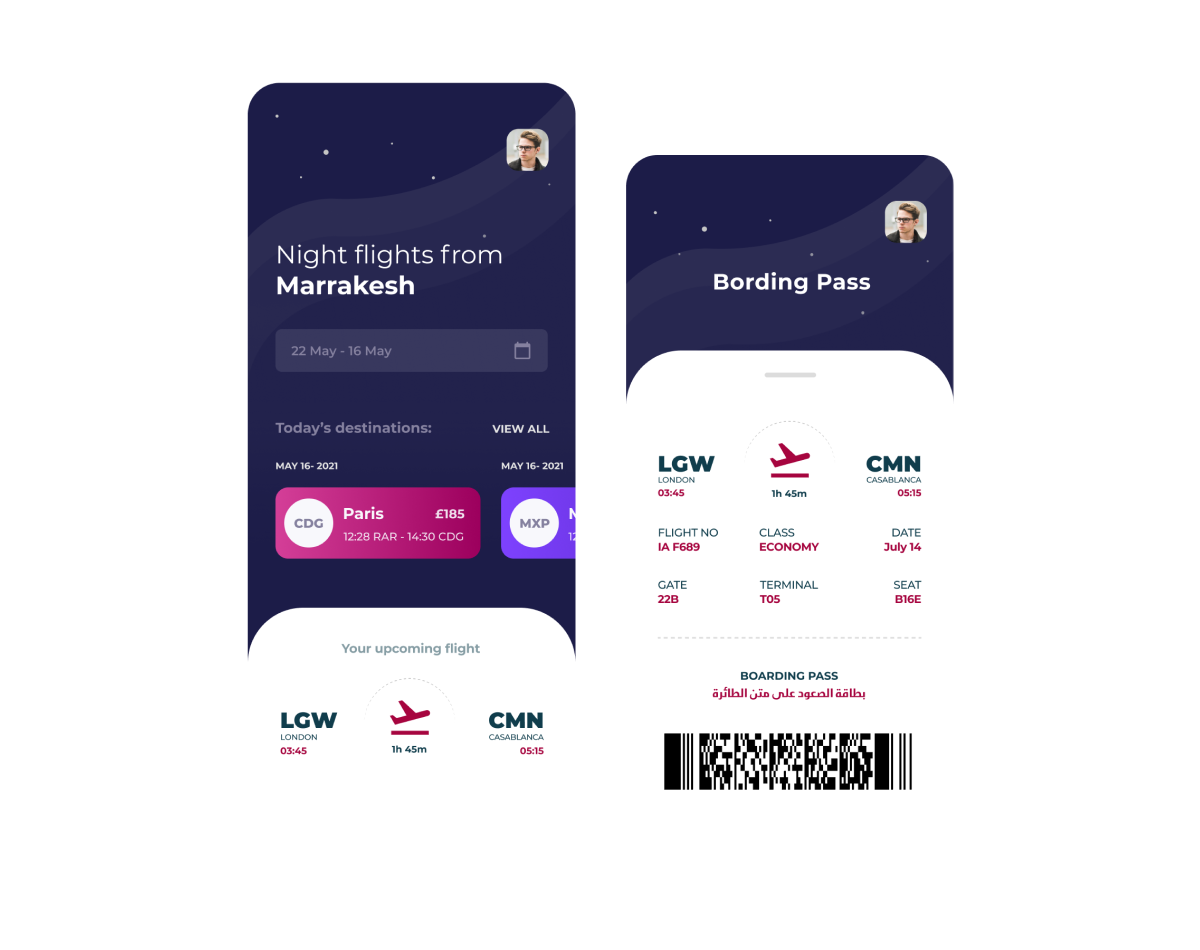 Night flights from
Marrakesh
22 May - 16 May
Today’s destinations:
VIEW ALL
MAY 16- 2021
MAY 16- 2021
CDG
Paris
£185
12:28 RAR - 14:30 CDG
MXP
Your upcoming flight
LGW
LONDON
03:45
1h 45m
CMN
CASABLANCA
05:15
Bording Pass
LGW
LONDON
03:45
1h 45m
CMN
CASABLANCA
05:15
FLIGHT NO
IA F689
CLASS
ECONOMY
DATE
July 14
GATE
22B
TERMINAL
T05
SEAT
B16E
BOARDING PASS
بطاقة الصعود على متن الطائرة